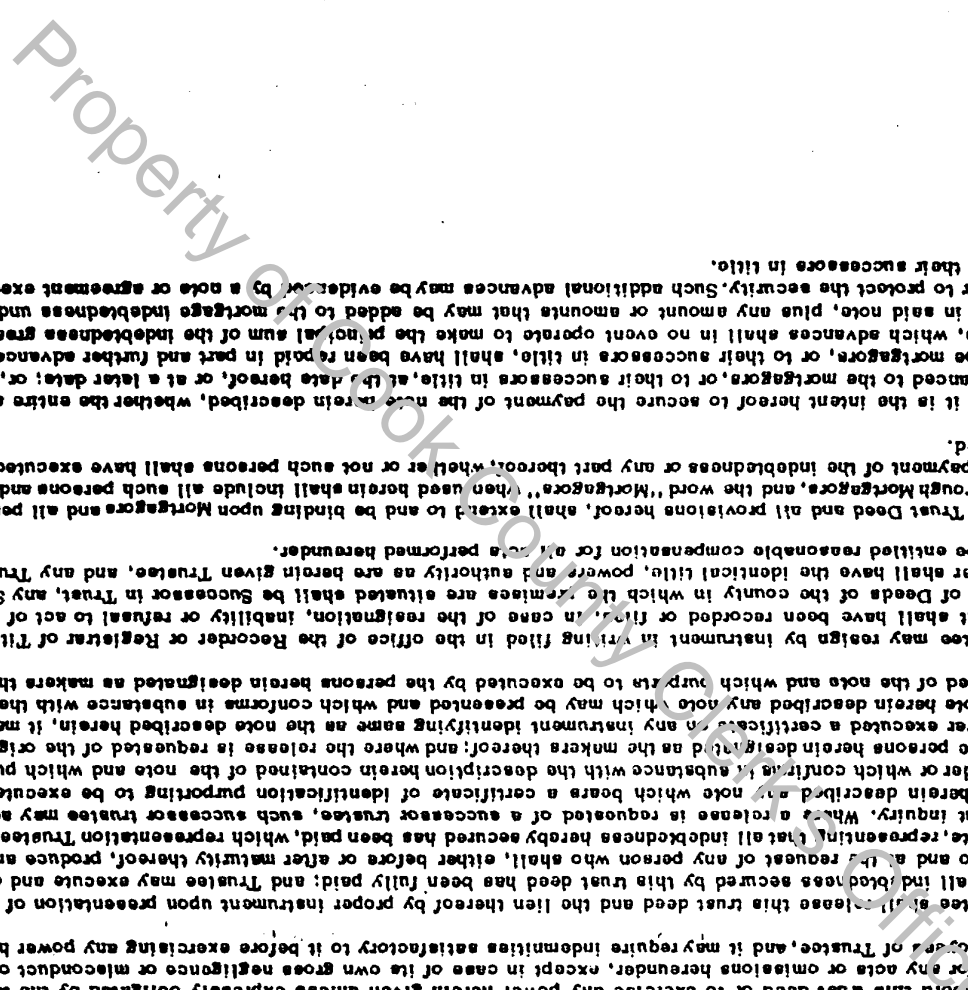 or any acts or omissions hereunder, except in case of its own gross negligence or misconduct o
oyees of Trustee, and it may require indemnities satisfactory to it before exercising any power h
tee shall release this trust deed and the lien thereof by proper instrument upon presentation of
all indebtedness secured by this trust deed has been fully paid; and Trustee may execute and
o and at the request of any person who shall, either before or after maturity thereof, produce an
te, representing that all indebtedness hereby secured has been paid, which representation Trustee
t inquiry. Where a release is requested of a successor trustee, such successor trustee may a
herein described any note which bears a certificate of identification purporting to be execute
der or which conforms in substance with the description herein contained of the note and which pu
e persons herein designated as the makers thereof; and where the release is requested of the orig
er executed a certificate on any instrument identifying same as the note described herein, it ma
ote herein described any note which may be presented and which conforms in substance with the
ed of the note and which purports to be executed by the persons herein designated as makers th
tee may resign by instrument in writing filed in the office of the Recorder or Registrar of Titl
t shall have been recorded or filed. In case of the resignation, inability or refusal to act of
of Deeds of the county in which the premises are situated shall be Successor in Trust, any S
er shall have the identical title, powers and authority as are herein given Trustee, and any Tru
be entitled reasonable compensation for all acts performed hereunder.
Trust Deed and all provisions hereof, shall extend to and be binding upon Mortgagors and all pe
rough Mortgagors, and the word "Mortgagors" when used herein shall include all such persons and
payment of the indebtedness or any part thereof, whether or not such persons shall have executed
d.
it is the intent hereof to secure the payment of the note herein described, whether the entire a
anced to the mortgagors, or to their successors in title, at the date hereof, or at a later date; or,
e mortgagors, or to their successors in title, shall have been repaid in part and further advance
, which advances shall in no event operate to make the principal sum of the indebtedness grea
in said note, plus any amount or amounts that may be added to the mortgage indebtedness und
r to protect the security. Such additional advances may be evidenced by a note or agreement exe
their successors in title.
Property of Cook County Clerk's Offic